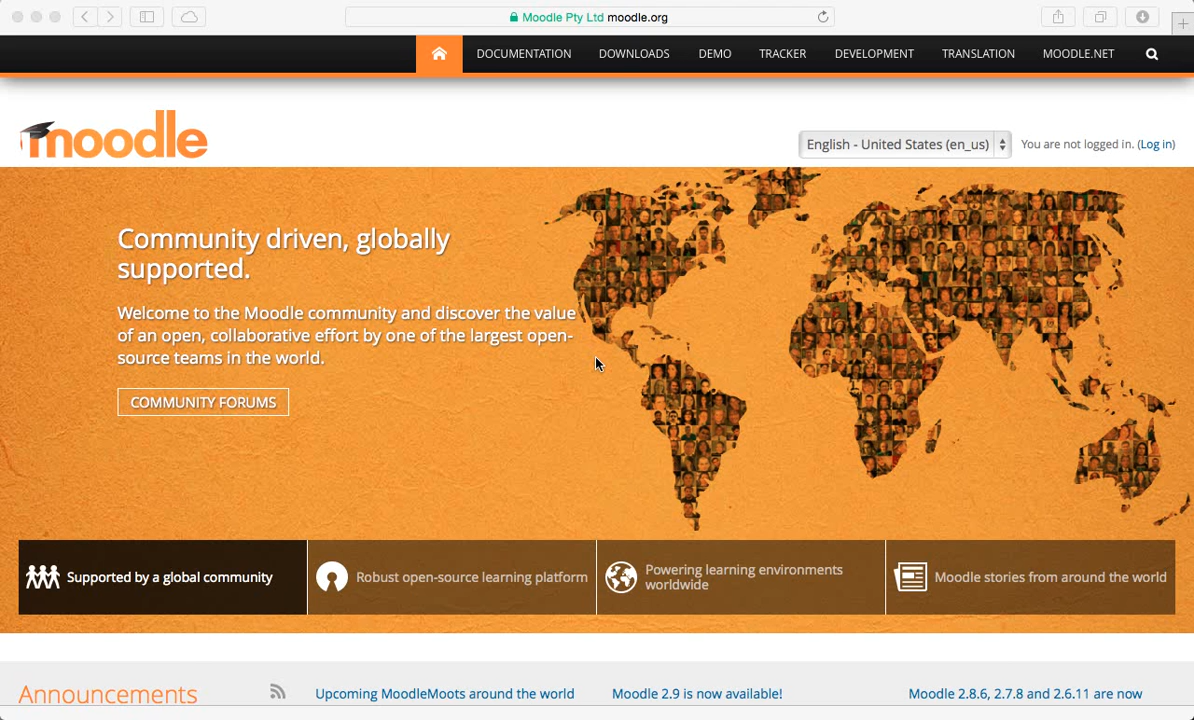 Moodle Pty Ltd moodle.org
DOCUMENTATION DOWNLOADS DEMO TRACKER DEVELOPMENT TRANSLATION MOODLE.NET
moodle
English - United States (en_us) You are not logged in. (Log in)
Community driven, globally
supported.
Welcome to the Moodle community and discover the value
of an open, collaborative effort by one of the largest open-
source teams in the world.
COMMUNITY FORUMS
Supported by a global community
Robust open-source learning platform
Powering learning environments
worldwide
Moodle stories from around the world
Announcements
Upcoming MoodleMoots around the world
Moodle 2.9 is now available!
Moodle 2.8.6, 2.7.8 and 2.6.11 are now